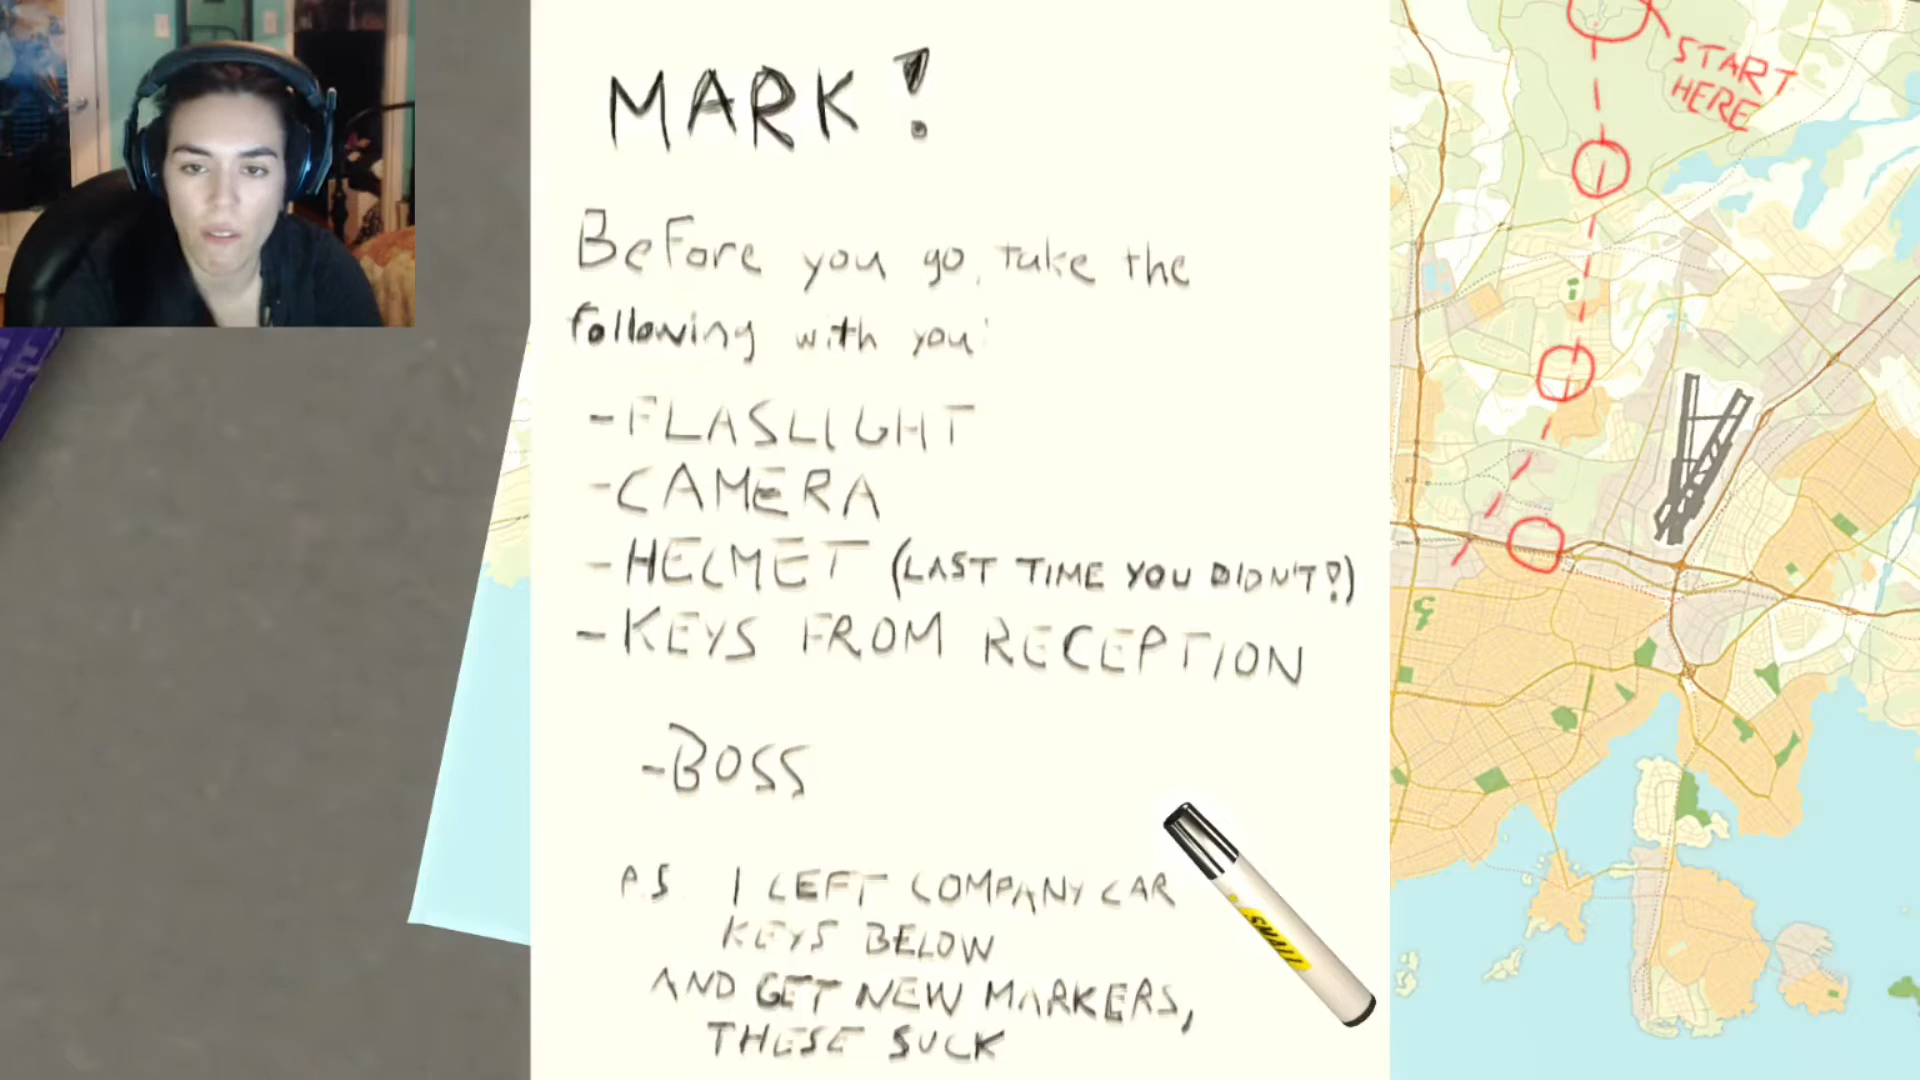 MARK!
Before you go, take the
following with you:
- FLASLIGHT
- CAMERA
- HELMET (LAST TIME YOU DIDN'T!)
- KEYS FROM RECEPTION
- BOSS
P.S I LEFT COMPANY CAR
KEYS BELOW
AND GET NEW MARKERS,
THESE SUCK
SMALL
START
HERE